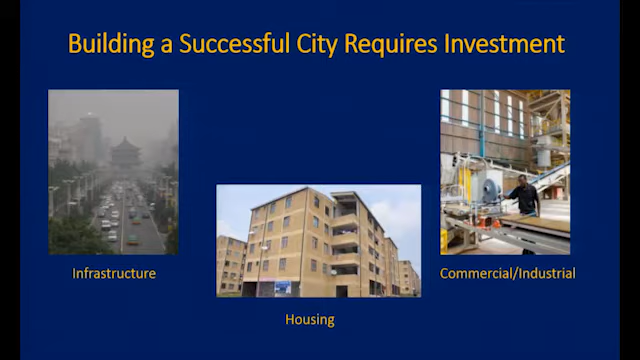 Building a Successful City Requires Investment
Infrastructure
Housing
Commercial/Industrial